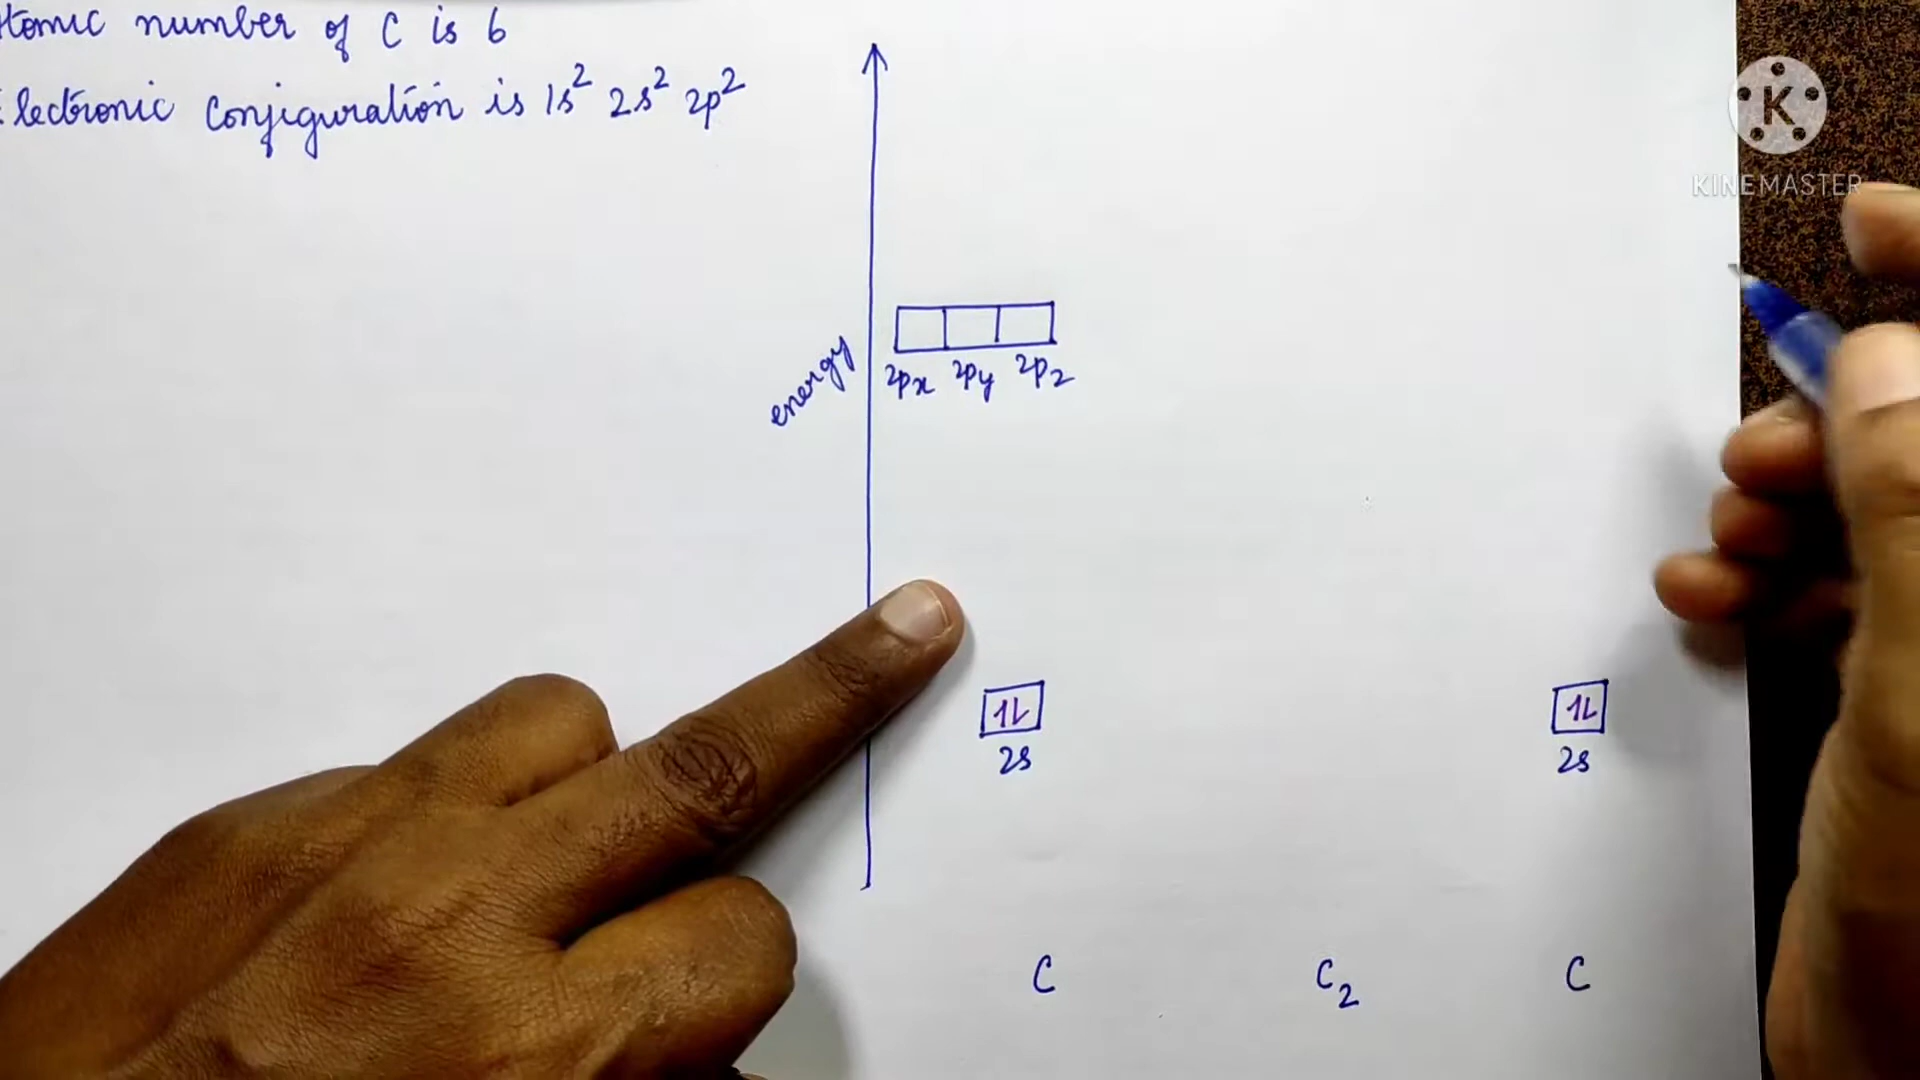 tomic number of C is 6
Electronic configuration is 1s² 2s² 2p²
K
KINEMASTER
energy
2px 2py 2pz
1L
2s
1L
2s
C
C₂
C